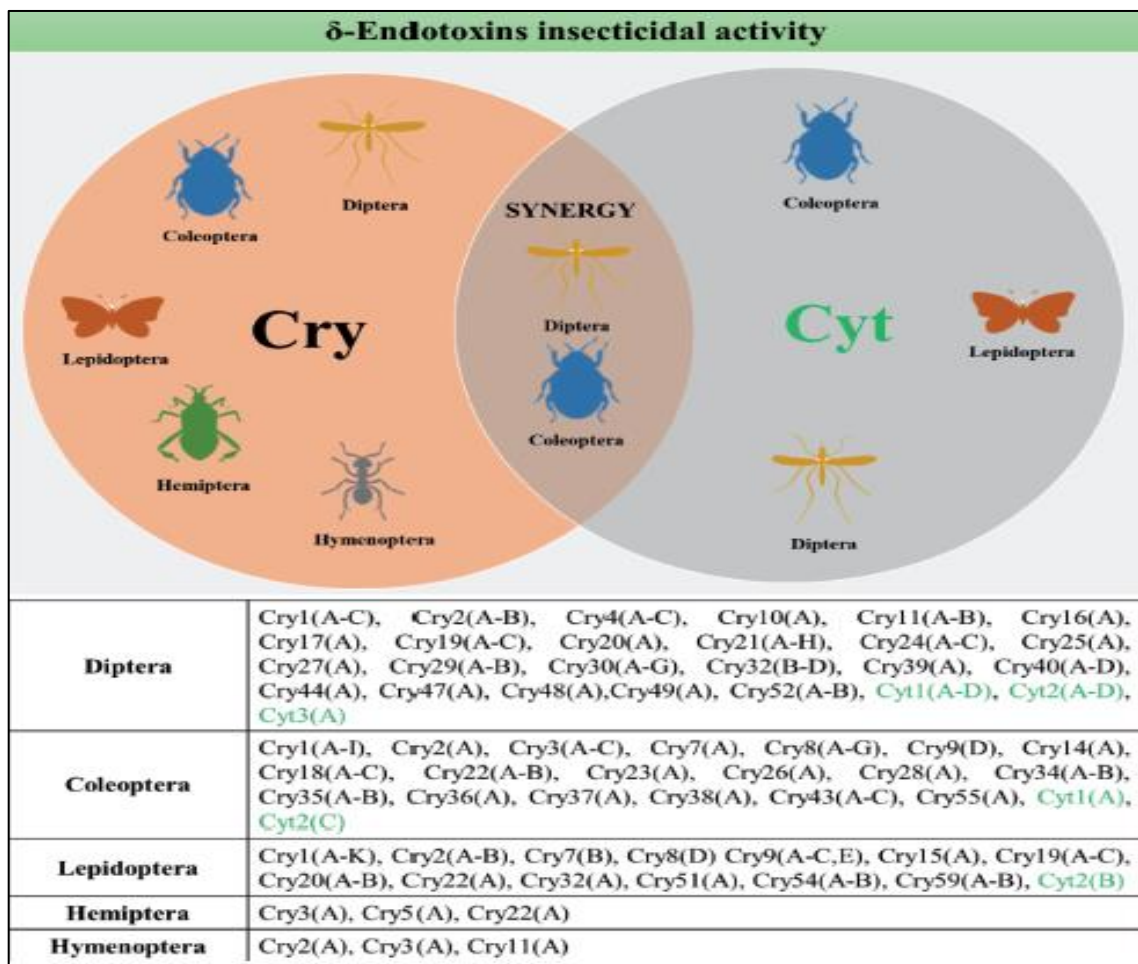 δ-Endotoxins insecticidal activity
Diptera
Coleoptera
Lepidoptera
Cry
Hemiptera
Hymenoptera
SYNERGY
Diptera
Coleoptera
Coleoptera
Cyt
Lepidoptera
Diptera
Diptera
Cry1(A-C), Cry2(A-B), Cry4(A-C), Cry10(A), Cry11(A-B), Cry16(A),
Cry17(A), Cry19(A-C), Cry20(A), Cry21(A-H), Cry24(A-C), Cry25(A),
Cry27(A), Cry29(A-B), Cry30(A-G), Cry32(B-D), Cry39(A), Cry40(A-D),
Cry44(A), Cry47(A), Cry48(A),Cry49(A), Cry52(A-B), Cyt1(A-D), Cyt2(A-D),
Cyt3(A)
Coleoptera
Cry1(A-I), Cry2(A), Cry3(A-C), Cry7(A), Cry8(A-G), Cry9(D), Cry14(A),
Cry18(A-C), Cry22(A-B), Cry23(A), Cry26(A), Cry28(A), Cry34(A-B),
Cry35(A-B), Cry36(A), Cry37(A), Cry38(A), Cry43(A-C), Cry55(A), Cyt1(A),
Cyt2(C)
Lepidoptera
Cry1(A-K), Cry2(A-B), Cry7(B), Cry8(D) Cry9(A-C,E), Cry15(A), Cry19(A-C),
Cry20(A-B), Cry22(A), Cry32(A), Cry51(A), Cry54(A-B), Cry59(A-B), Cyt2(B)
Hemiptera
Cry3(A), Cry5(A), Cry22(A)
Hymenoptera
Cry2(A), Cry3(A), Cry11(A)